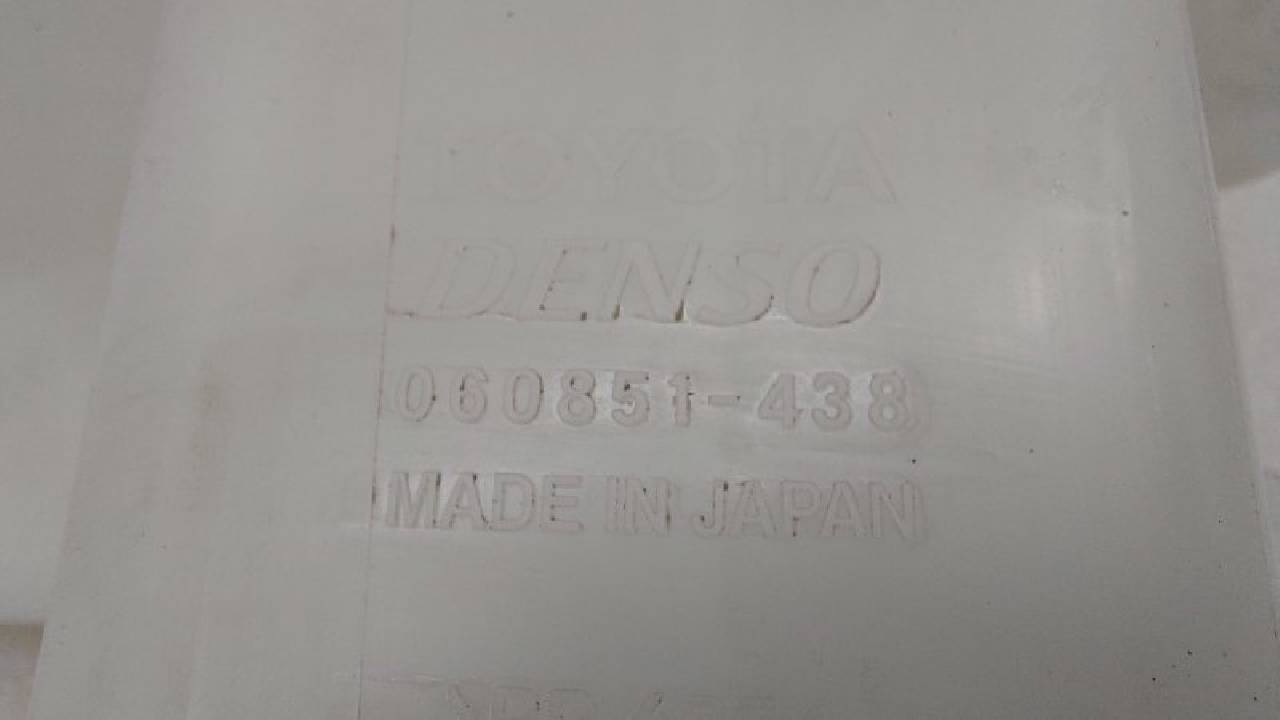 TOYOTA
DENSO
060851-438
MADE IN JAPAN